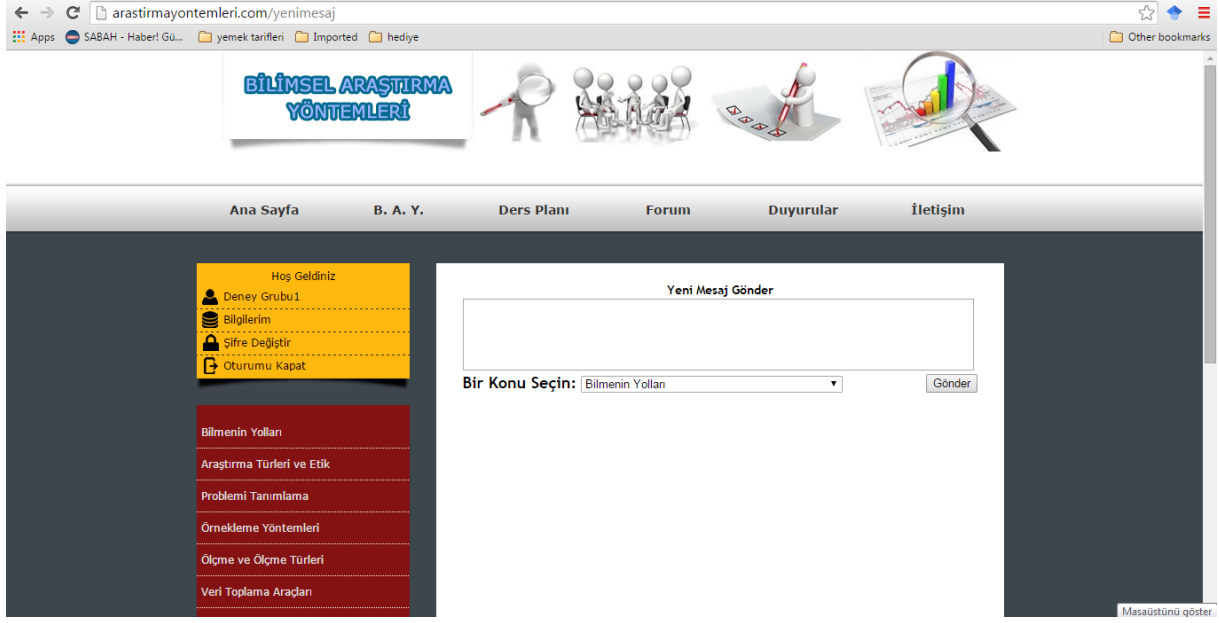 arastirmayontemleri.com/yenimesaj
Apps SABAH - Haber! Gü... yemek tarifleri Imported hediye Other bookmarks
BİLİMSEL ARAŞTIRMA
YÖNTEMLERİ
Ana Sayfa B. A. Y. Ders Planı Forum Duyurular İletişim
Hoş Geldiniz
Deney Grubu1
Bilgilerim
Şifre Değiştir
Oturumu Kapat
Yeni Mesaj Gönder
Bir Konu Seçin: Bilmenin Yolları Gönder
Bilmenin Yolları
Araştırma Türleri ve Etik
Problemi Tanımlama
Örnekleme Yöntemleri
Ölçme ve Ölçme Türleri
Veri Toplama Araçları
Masaüstünü göster